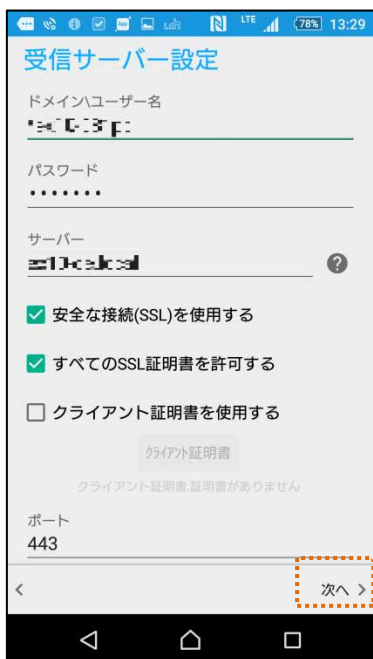 LTE 78% 13:29
受信サーバー設定
ドメイン\ユーザー名
パスワード
•••••••
サーバー
安全な接続(SSL)を使用する
すべてのSSL証明書を許可する
クライアント証明書を使用する
クライアント証明書
クライアント証明書:証明書がありません
ポート
443
次へ